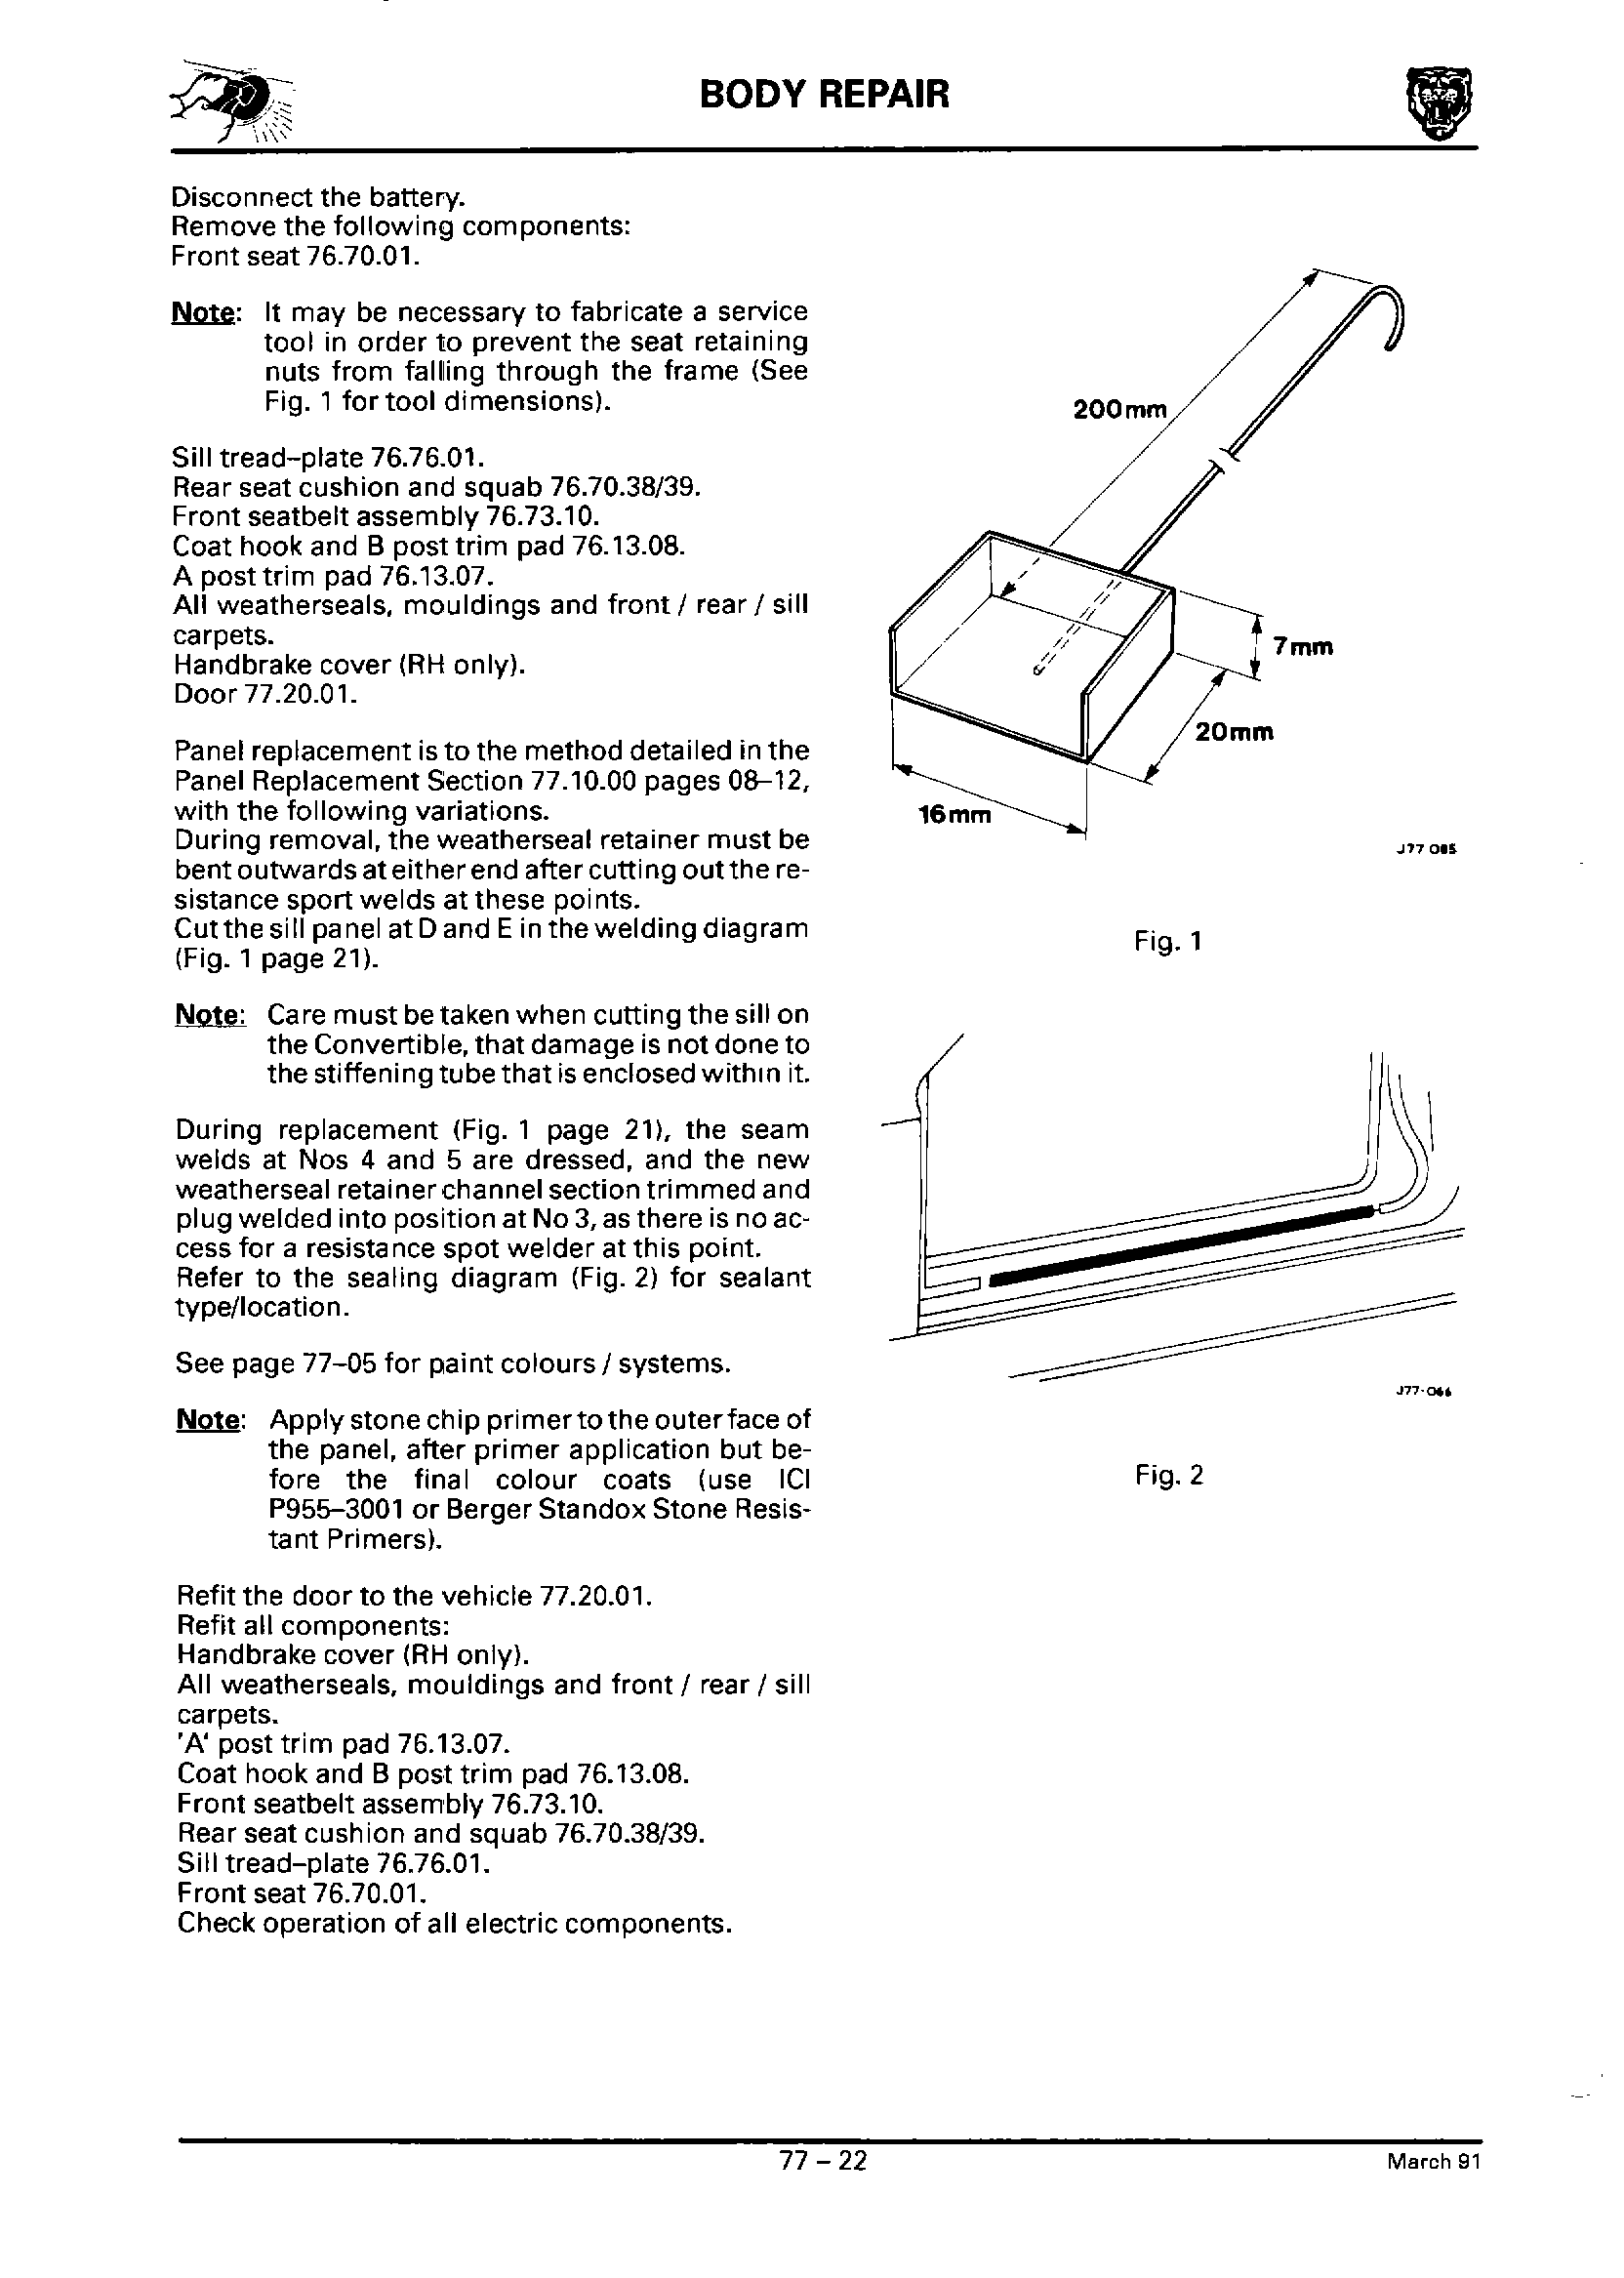 BODY REPAIR
Disconnect the battery.
Remove the following components:
Front seat 76.70.01.
Note: It may be necessary to fabricate a service
tool in order to prevent the seat retaining
nuts from falling through the frame (See
Fig. 1 for tool dimensions).
Sill tread–plate 76.76.01.
Rear seat cushion and squab 76.70.38/39.
Front seatbelt assembly 76.73.10.
Coat hook and B post trim pad 76.13.08.
A post trim pad 76.13.07.
All weatherseals, mouldings and front / rear / sill
carpets.
Handbrake cover (RH only).
Door 77.20.01.
Panel replacement is to the method detailed in the
Panel Replacement Section 77.10.00 pages 08–12,
with the following variations.
During removal, the weatherseal retainer must be
bent outwards at either end after cutting out the re-
sistance sport welds at these points.
Cut the sill panel at D and E in the welding diagram
(Fig. 1 page 21).
Note: Care must be taken when cutting the sill on
the Convertible, that damage is not done to
the stiffening tube that is enclosed within it.
During replacement (Fig. 1 page 21), the seam
welds at Nos 4 and 5 are dressed, and the new
weatherseal retainer channel section trimmed and
plug welded into position at No 3, as there is no ac-
cess for a resistance spot welder at this point.
Refer to the sealing diagram (Fig. 2) for sealant
type/location.
See page 77–05 for paint colours / systems.
Note: Apply stone chip primer to the outer face of
the panel, after primer application but be-
fore the final colour coats (use ICI
P955–3001 or Berger Standox Stone Resis-
tant Primers).
Refit the door to the vehicle 77.20.01.
Refit all components:
Handbrake cover (RH only).
All weatherseals, mouldings and front / rear / sill
carpets.
'A' post trim pad 76.13.07.
Coat hook and B post trim pad 76.13.08.
Front seatbelt assembly 76.73.10.
Rear seat cushion and squab 76.70.38/39.
Sill tread–plate 76.76.01.
Front seat 76.70.01.
Check operation of all electric components.
200mm
7mm
20mm
16mm
J77 085
Fig. 1
J77-066
Fig. 2
77 – 22
March 91